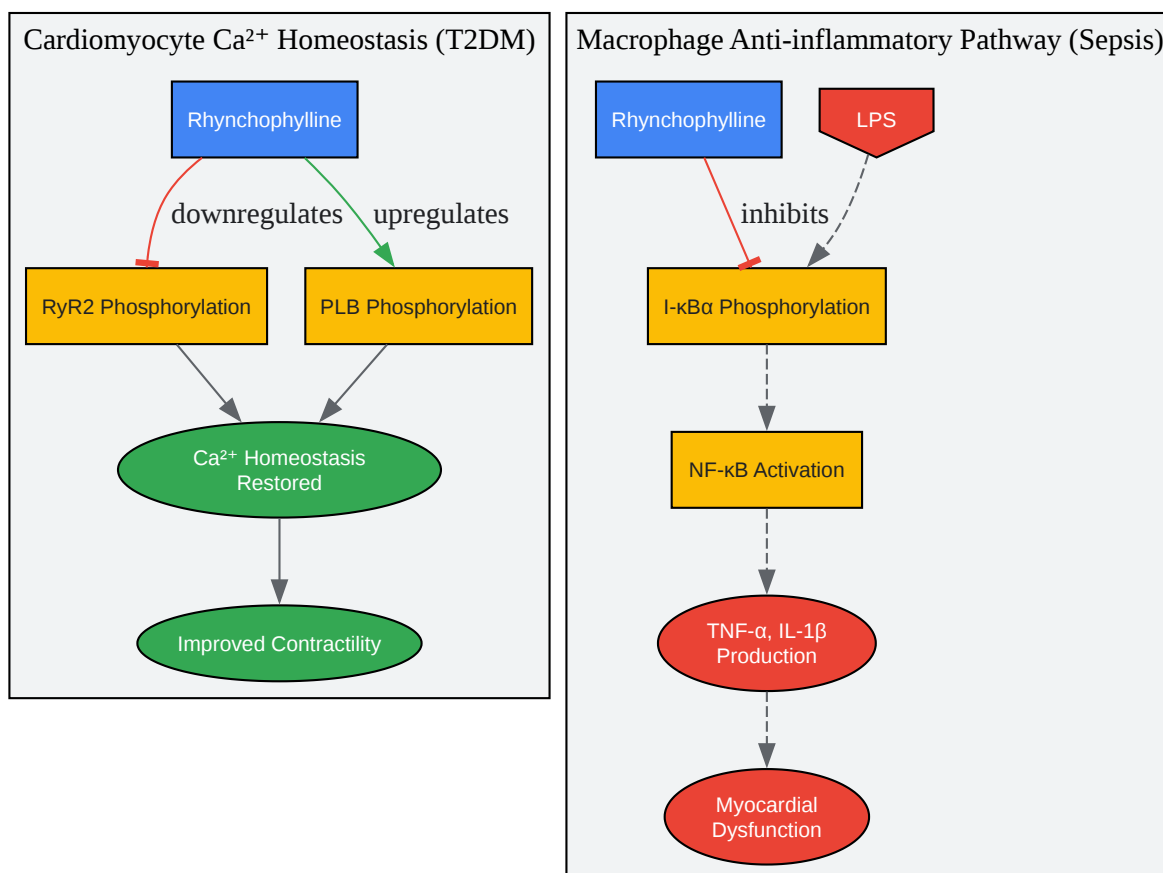 Cardiomyocyte Ca²⁺ Homeostasis (T2DM)
Rhynchophylline
downregulates
upregulates
RyR2 Phosphorylation
PLB Phosphorylation
Ca²⁺ Homeostasis
Restored
Improved Contractility
Macrophage Anti-inflammatory Pathway (Sepsis)
Rhynchophylline
LPS
inhibits
I-κBα Phosphorylation
NF-κB Activation
TNF-α, IL-1β
Production
Myocardial
Dysfunction